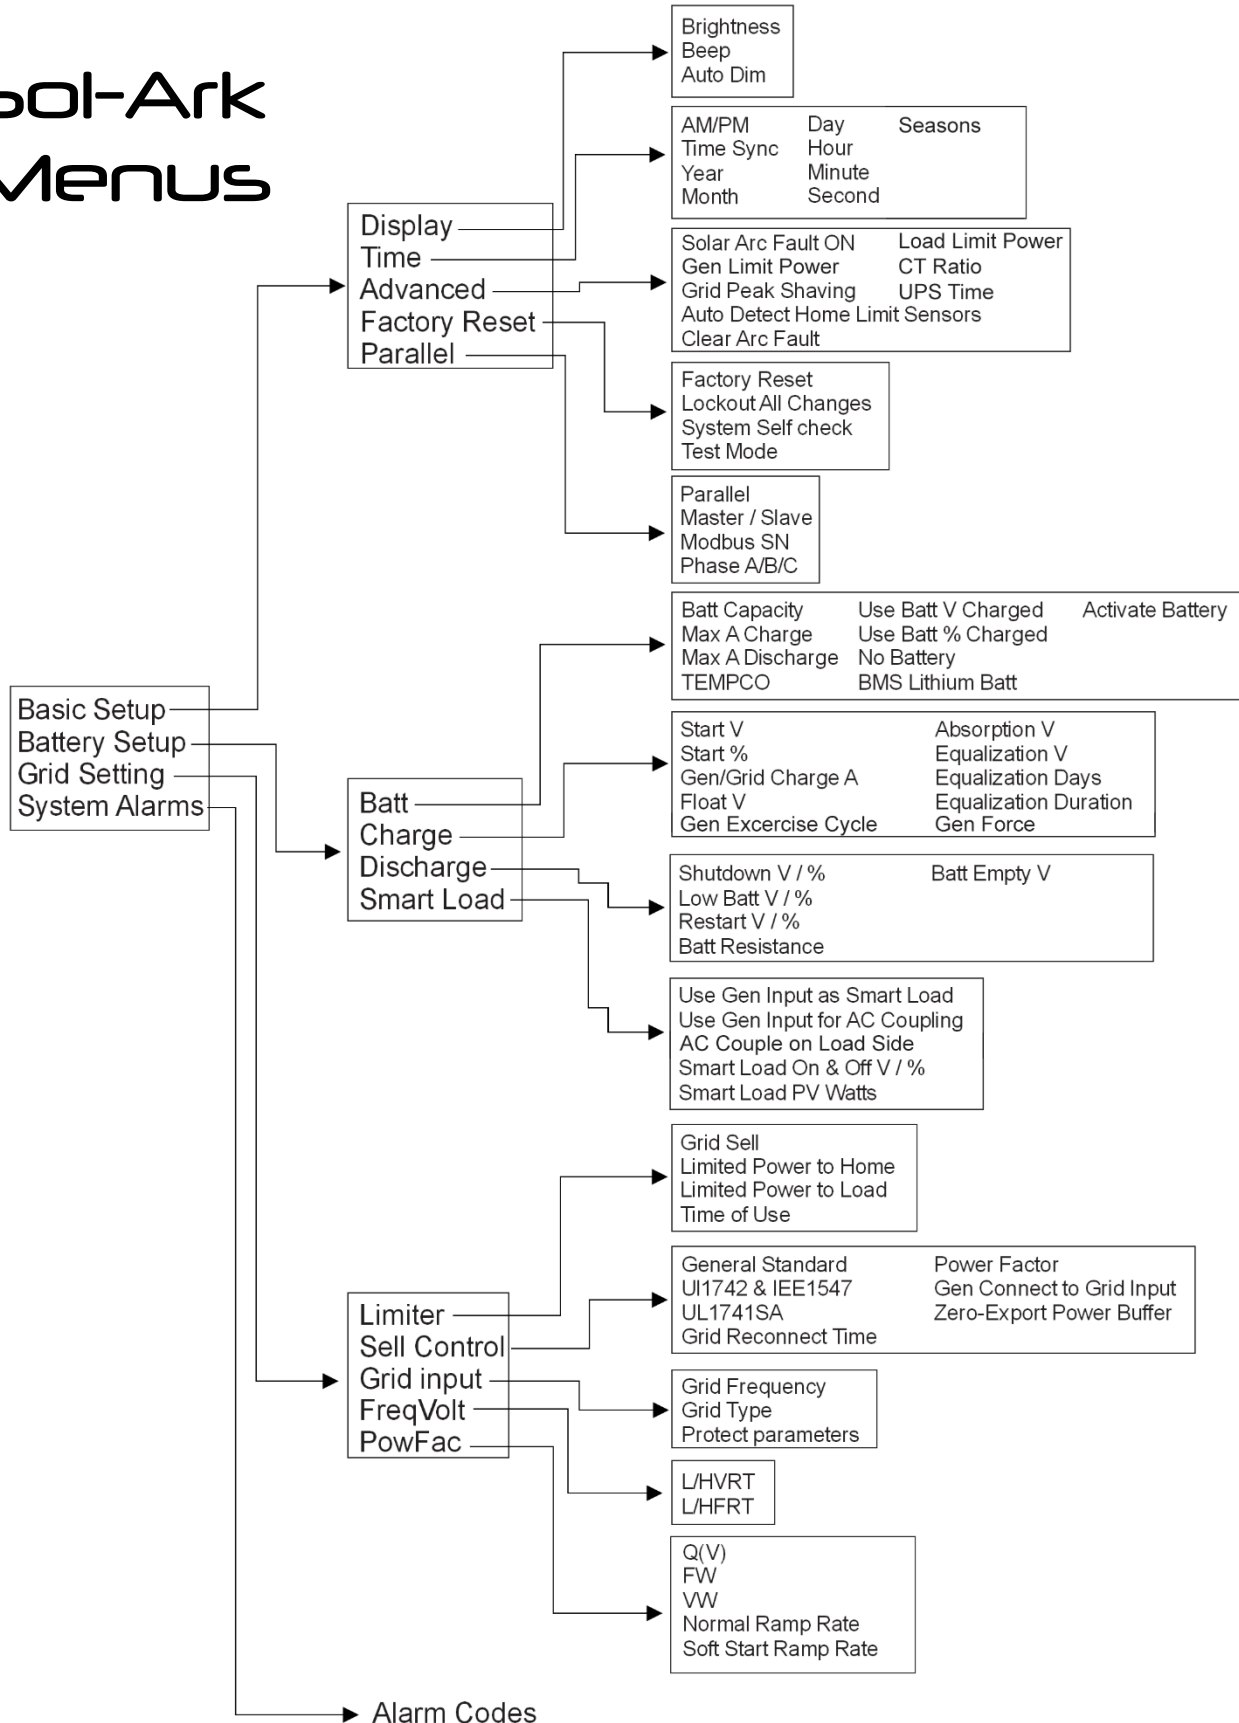 Sol-Ark
Menus
Basic Setup
Battery Setup
Grid Setting
System Alarms
Display
Time
Advanced
Factory Reset
Parallel
Brightness
Beep
Auto Dim
AM/PM Day Seasons
Time Sync Hour
Year Minute
Month Second
Solar Arc Fault ON Load Limit Power
Gen Limit Power CT Ratio
Grid Peak Shaving UPS Time
Auto Detect Home Limit Sensors
Clear Arc Fault
Factory Reset
Lockout All Changes
System Self check
Test Mode
Parallel
Master / Slave
Modbus SN
Phase A/B/C
Batt
Charge
Discharge
Smart Load
Batt Capacity Use Batt V Charged Activate Battery
Max A Charge Use Batt % Charged
Max A Discharge No Battery
TEMPCO BMS Lithium Batt
Start V Absorption V
Start % Equalization V
Gen/Grid Charge A Equalization Days
Float V Equalization Duration
Gen Excercise Cycle Gen Force
Shutdown V / % Batt Empty V
Low Batt V / %
Restart V / %
Batt Resistance
Use Gen Input as Smart Load
Use Gen Input for AC Coupling
AC Couple on Load Side
Smart Load On & Off V / %
Smart Load PV Watts
Limiter
Sell Control
Grid input
FreqVolt
PowFac
Grid Sell
Limited Power to Home
Limited Power to Load
Time of Use
General Standard Power Factor
UI1742 & IEE1547 Gen Connect to Grid Input
UL1741SA Zero-Export Power Buffer
Grid Reconnect Time
Grid Frequency
Grid Type
Protect parameters
L/HVRT
L/HFRT
Q(V)
FW
VW
Normal Ramp Rate
Soft Start Ramp Rate
Alarm Codes